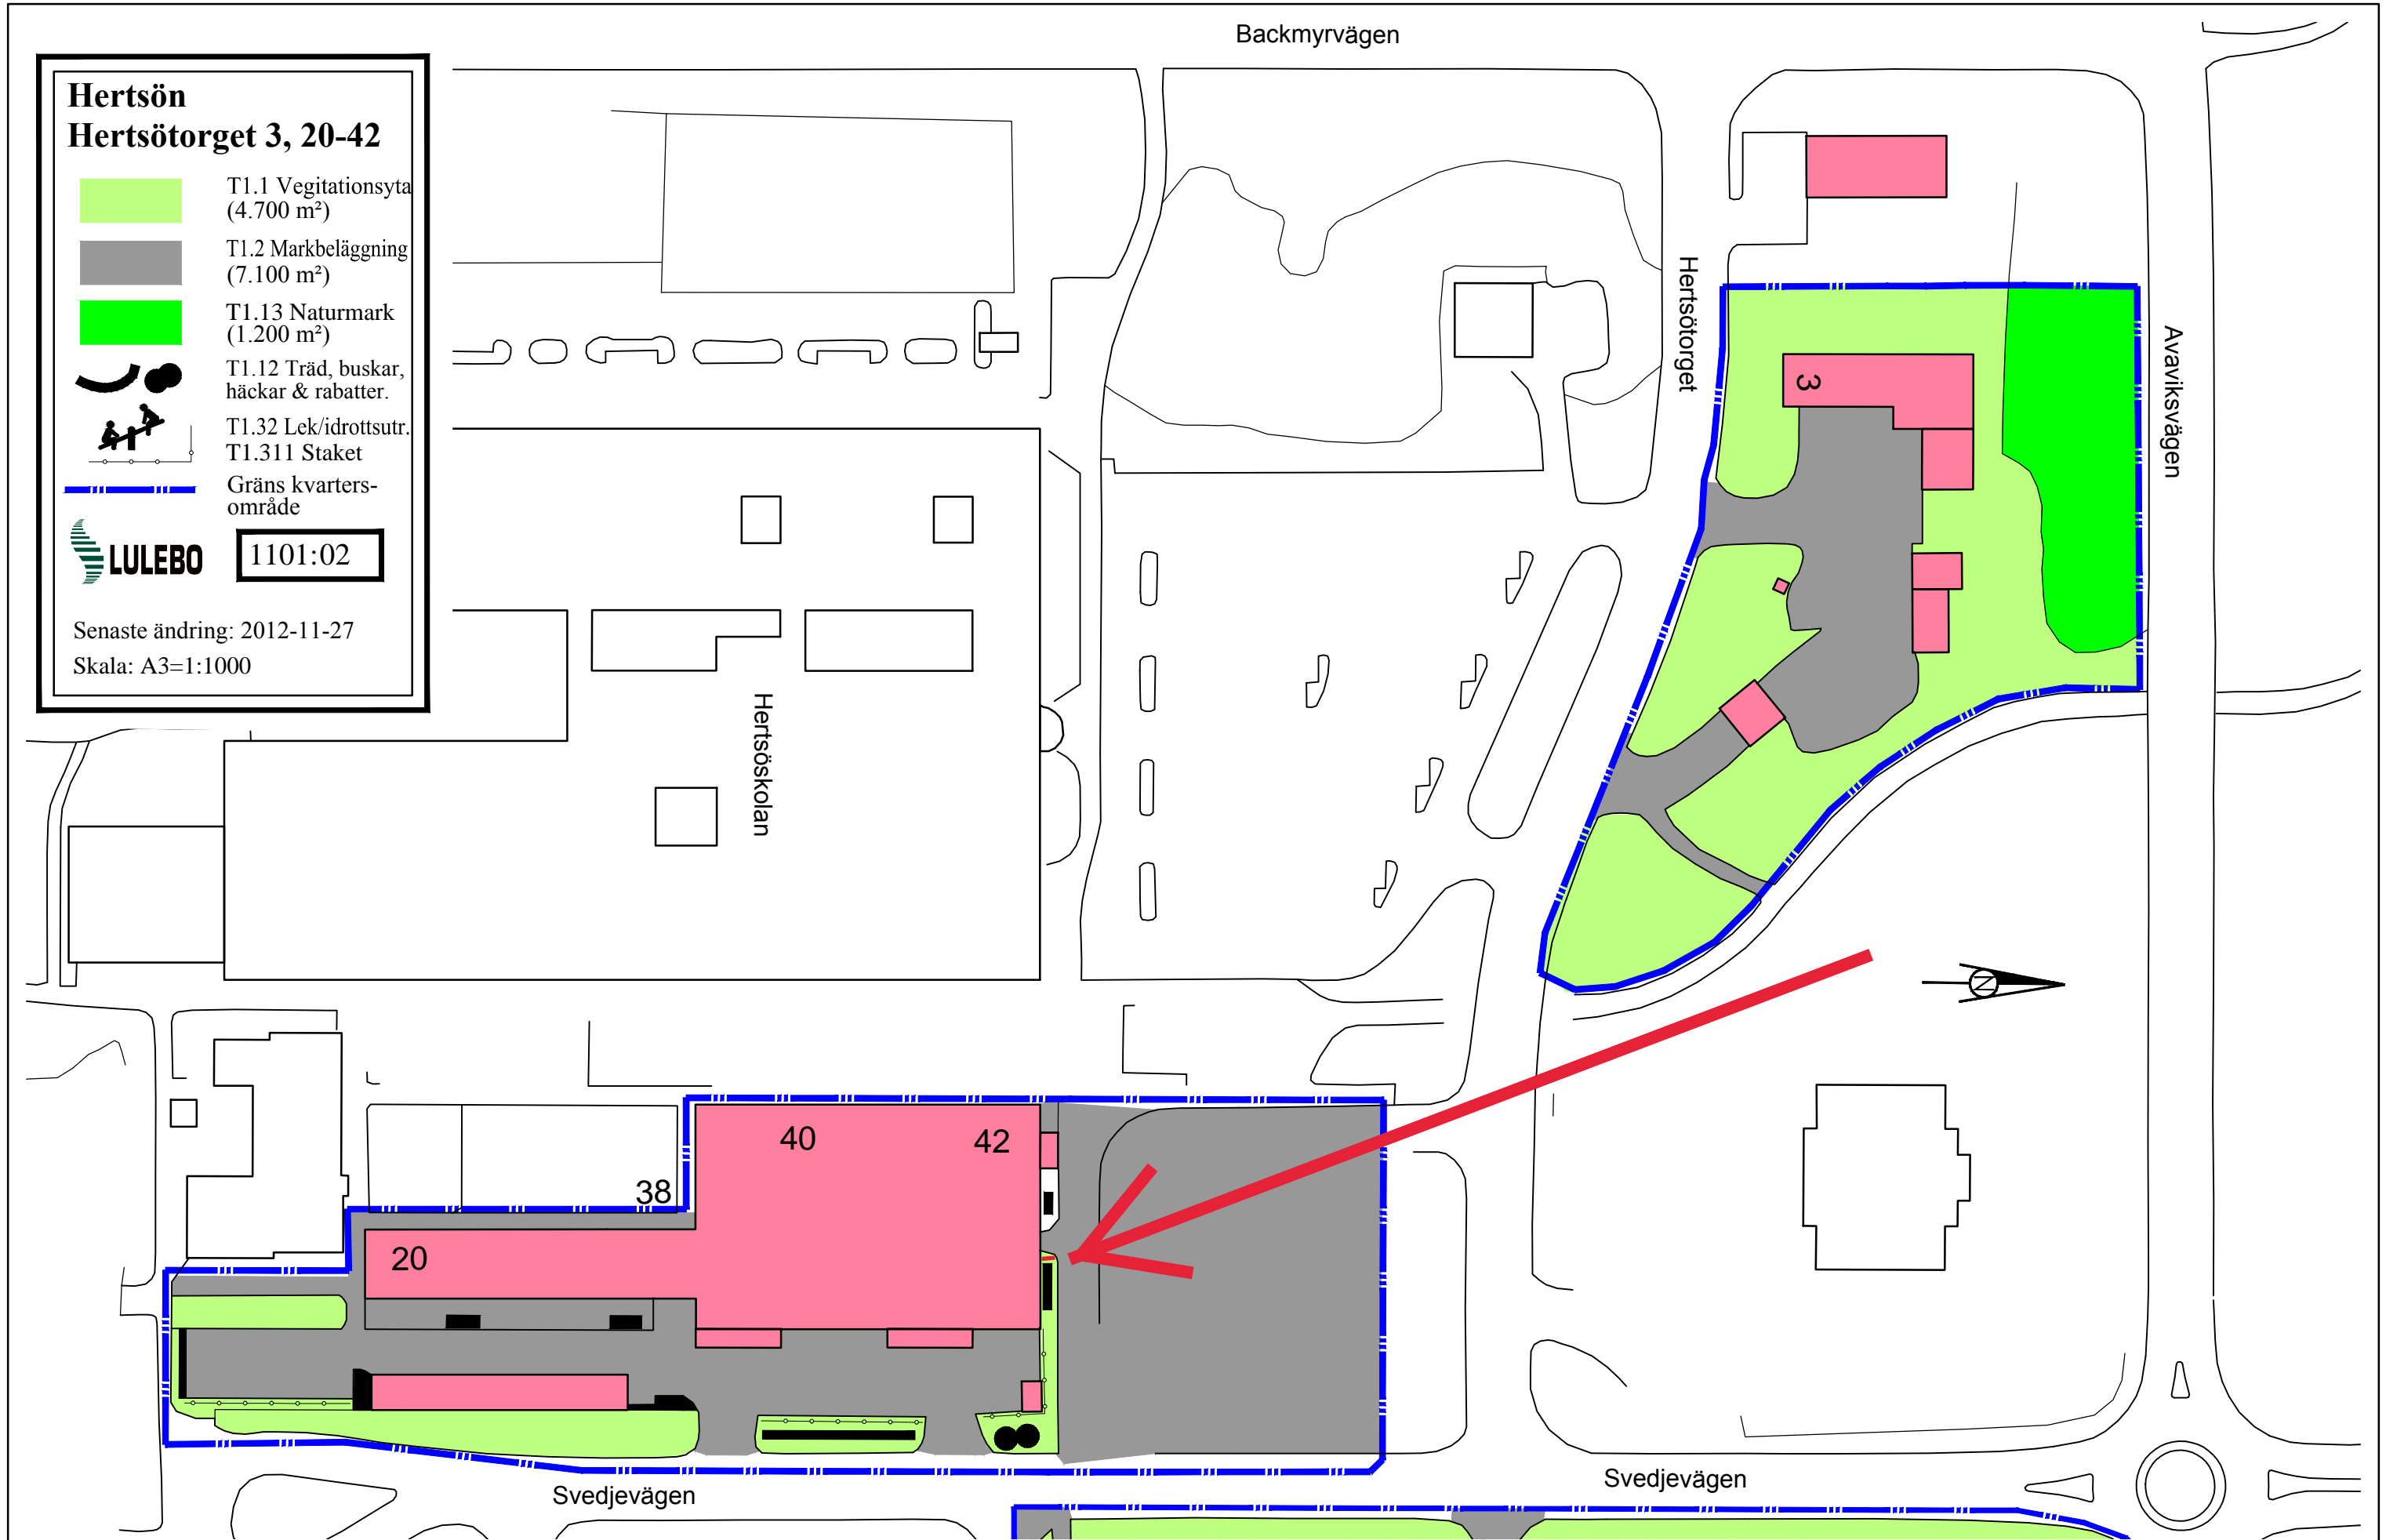 Backmyrvägen
Hertsön
Hertsötorget 3, 20-42
T1.1 Vegitationsyta
(4.700 m²)
T1.2 Markbeläggning
(7.100 m²)
T1.13 Naturmark
(1.200 m²)
T1.12 Träd, buskar,
häckar & rabatter.
T1.32 Lek/idrottsutr.
T1.311 Staket
Gräns kvarters-
område
LULEBO
1101:02
Senaste ändring: 2012-11-27
Skala: A3=1:1000
Hertsötorget
Avaviksvägen
3
Hertsöskolan
N
40
42
38
20
Svedjevägen
Svedjevägen